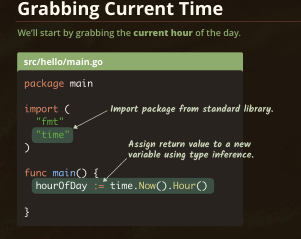 Grabbing Current Time
We'll start by grabbing the current hour of the day.
src/hello/main.go
package main
import (
"fmt"
Import package from standard library.
"time"
)
Assign return value to a new
variable using type inference.
func main() {
hourOfDay := time.Now().Hour()
}